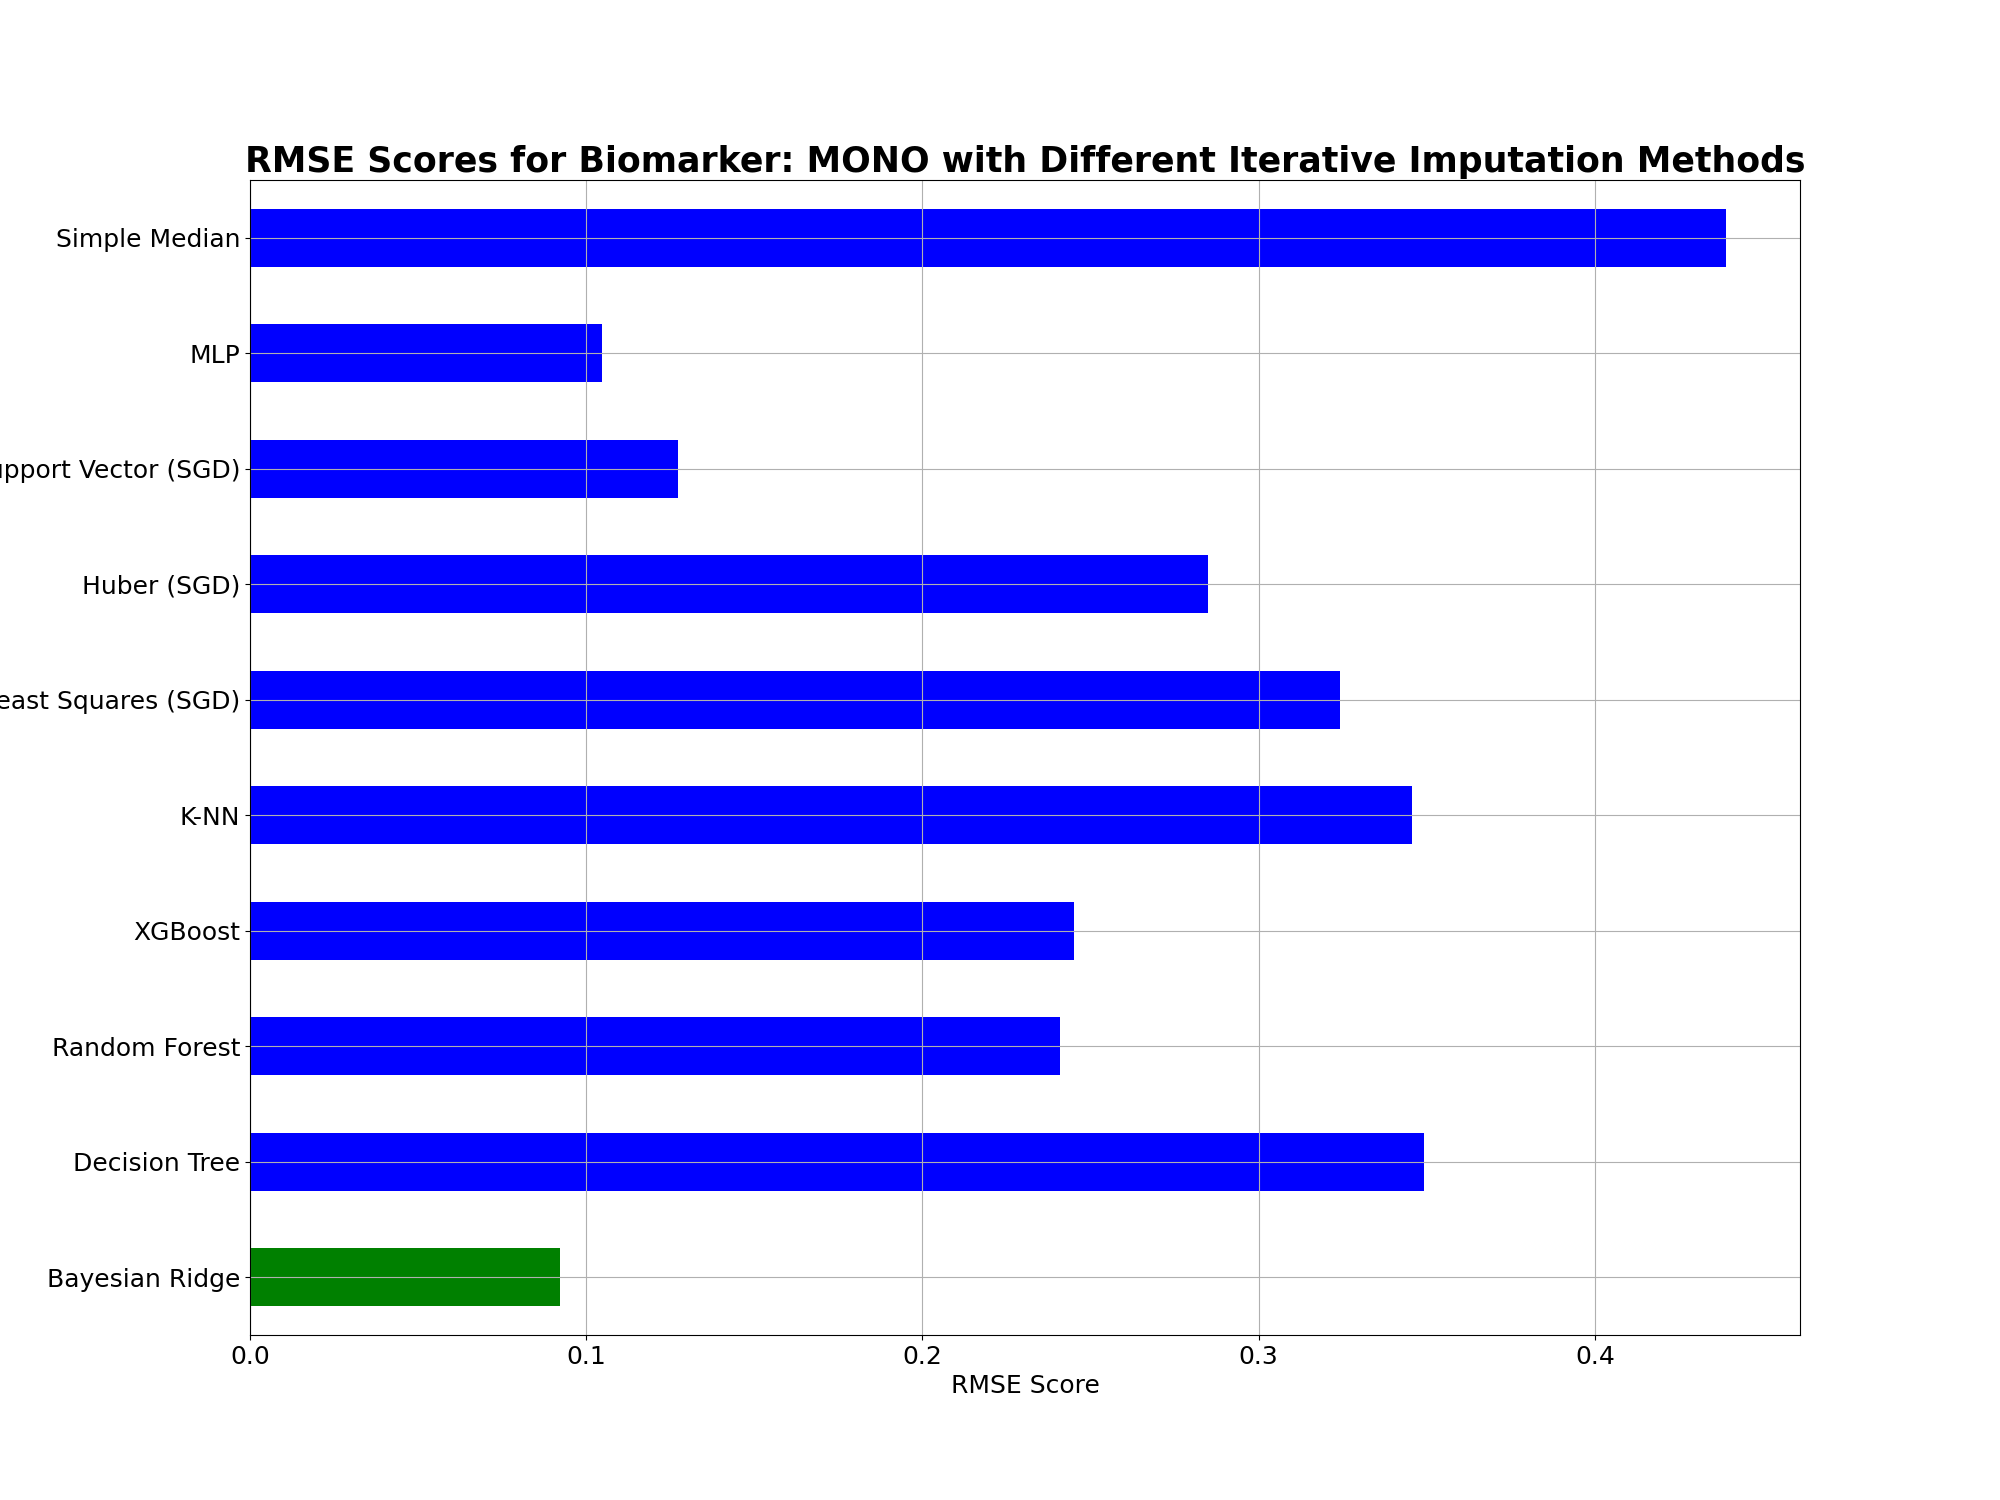 RMSE Scores for Biomarker: MONO with Different Iterative Imputation Methods
Simple Median
MLP
Vector (SGD)
Huber (SGD)
Squares (SGD)
K-NN
XGBoost
Random Forest
Decision Tree
Bayesian Ridge
0.0 0.1 0.2 0.3 0.4
RMSE Score